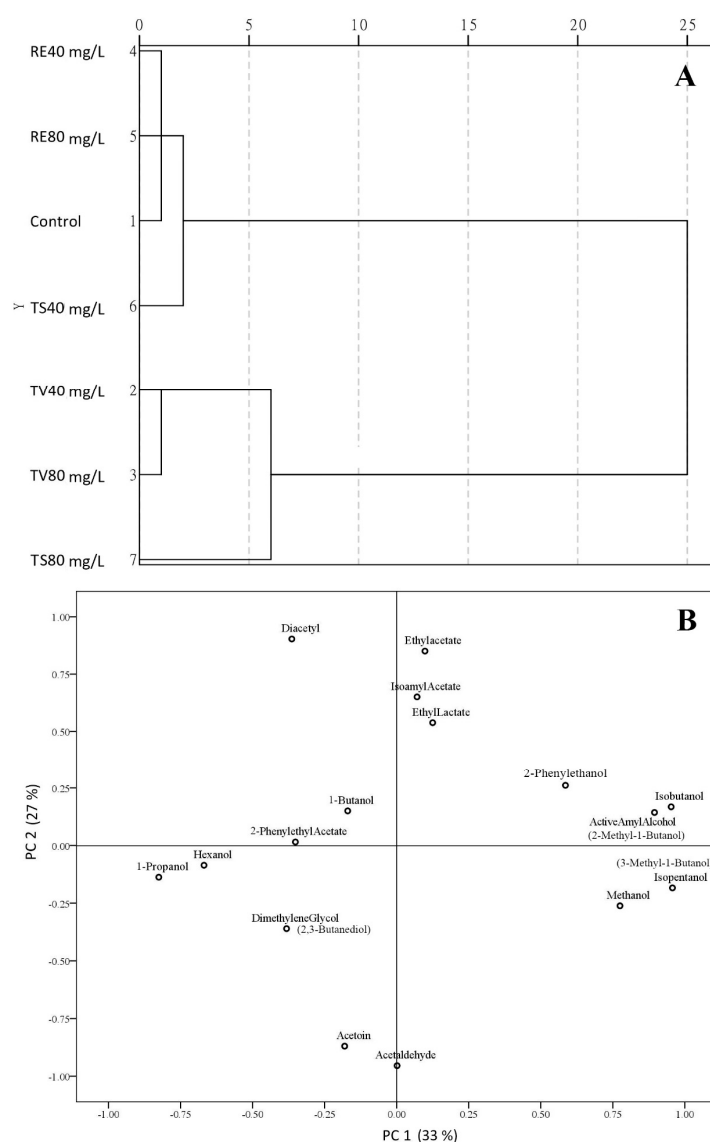 0 5 10 15 20 25
A
RE40 mg/L 4
RE80 mg/L 5
Control 1
Y
TS40 mg/L 6
TV40 mg/L 2
TV80 mg/L 3
TS80 mg/L 7
B
1.00
Diacetyl
Ethylacetate
0.75
IsoamylAcetate
EthylLactate
0.50
2-Phenylethanol
0.25
1-Butanol
Isobutanol
ActiveAmylAlcohol
(2-Methyl-1-Butanol)
2-PhenylethylAcetate
0.00
Hexanol
1-Propanol
(3-Methyl-1-Butanol
Isopentanol
Methanol
-0.25
DimethyleneGlycol
(2,3-Butanediol)
-0.50
-0.75
Acetoin
Acetaldehyde
-1.00
PC 2 (27 %)
-1.00 -0.75 -0.50 -0.25 0.00 0.25 0.50 0.75 1.00
PC 1 (33 %)